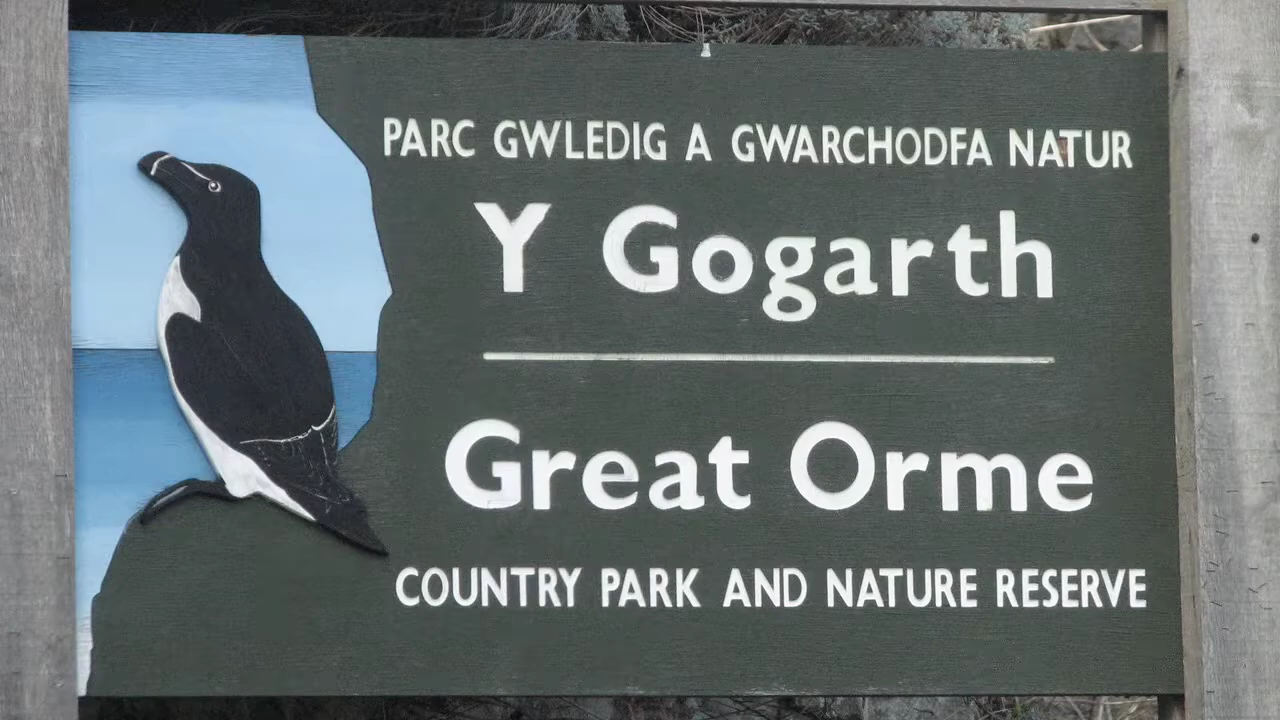 PARC GWLEDIG A GWARCHODFA NATUR
Y Gogarth
Great Orme
COUNTRY PARK AND NATURE RESERVE